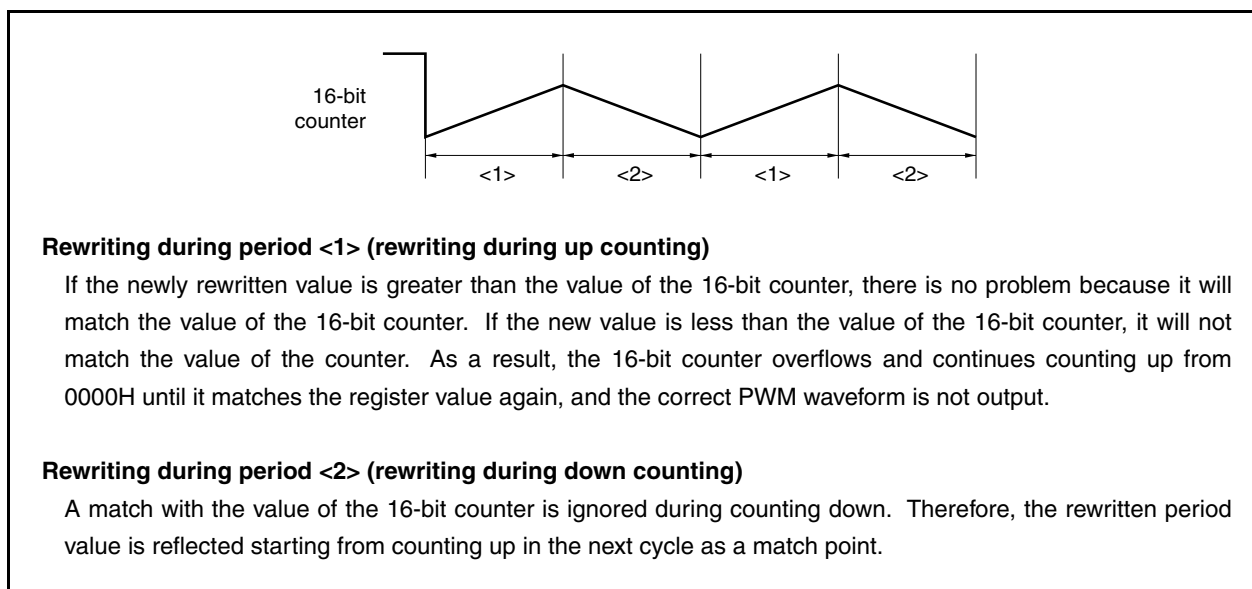 16-bit
counter
<1>
<2>
<1>
<2>
Rewriting during period <1> (rewriting during up counting)
If the newly rewritten value is greater than the value of the 16-bit counter, there is no problem because it will
match the value of the 16-bit counter. If the new value is less than the value of the 16-bit counter, it will not
match the value of the counter. As a result, the 16-bit counter overflows and continues counting up from
0000H until it matches the register value again, and the correct PWM waveform is not output.
Rewriting during period <2> (rewriting during down counting)
A match with the value of the 16-bit counter is ignored during counting down. Therefore, the rewritten period
value is reflected starting from counting up in the next cycle as a match point.